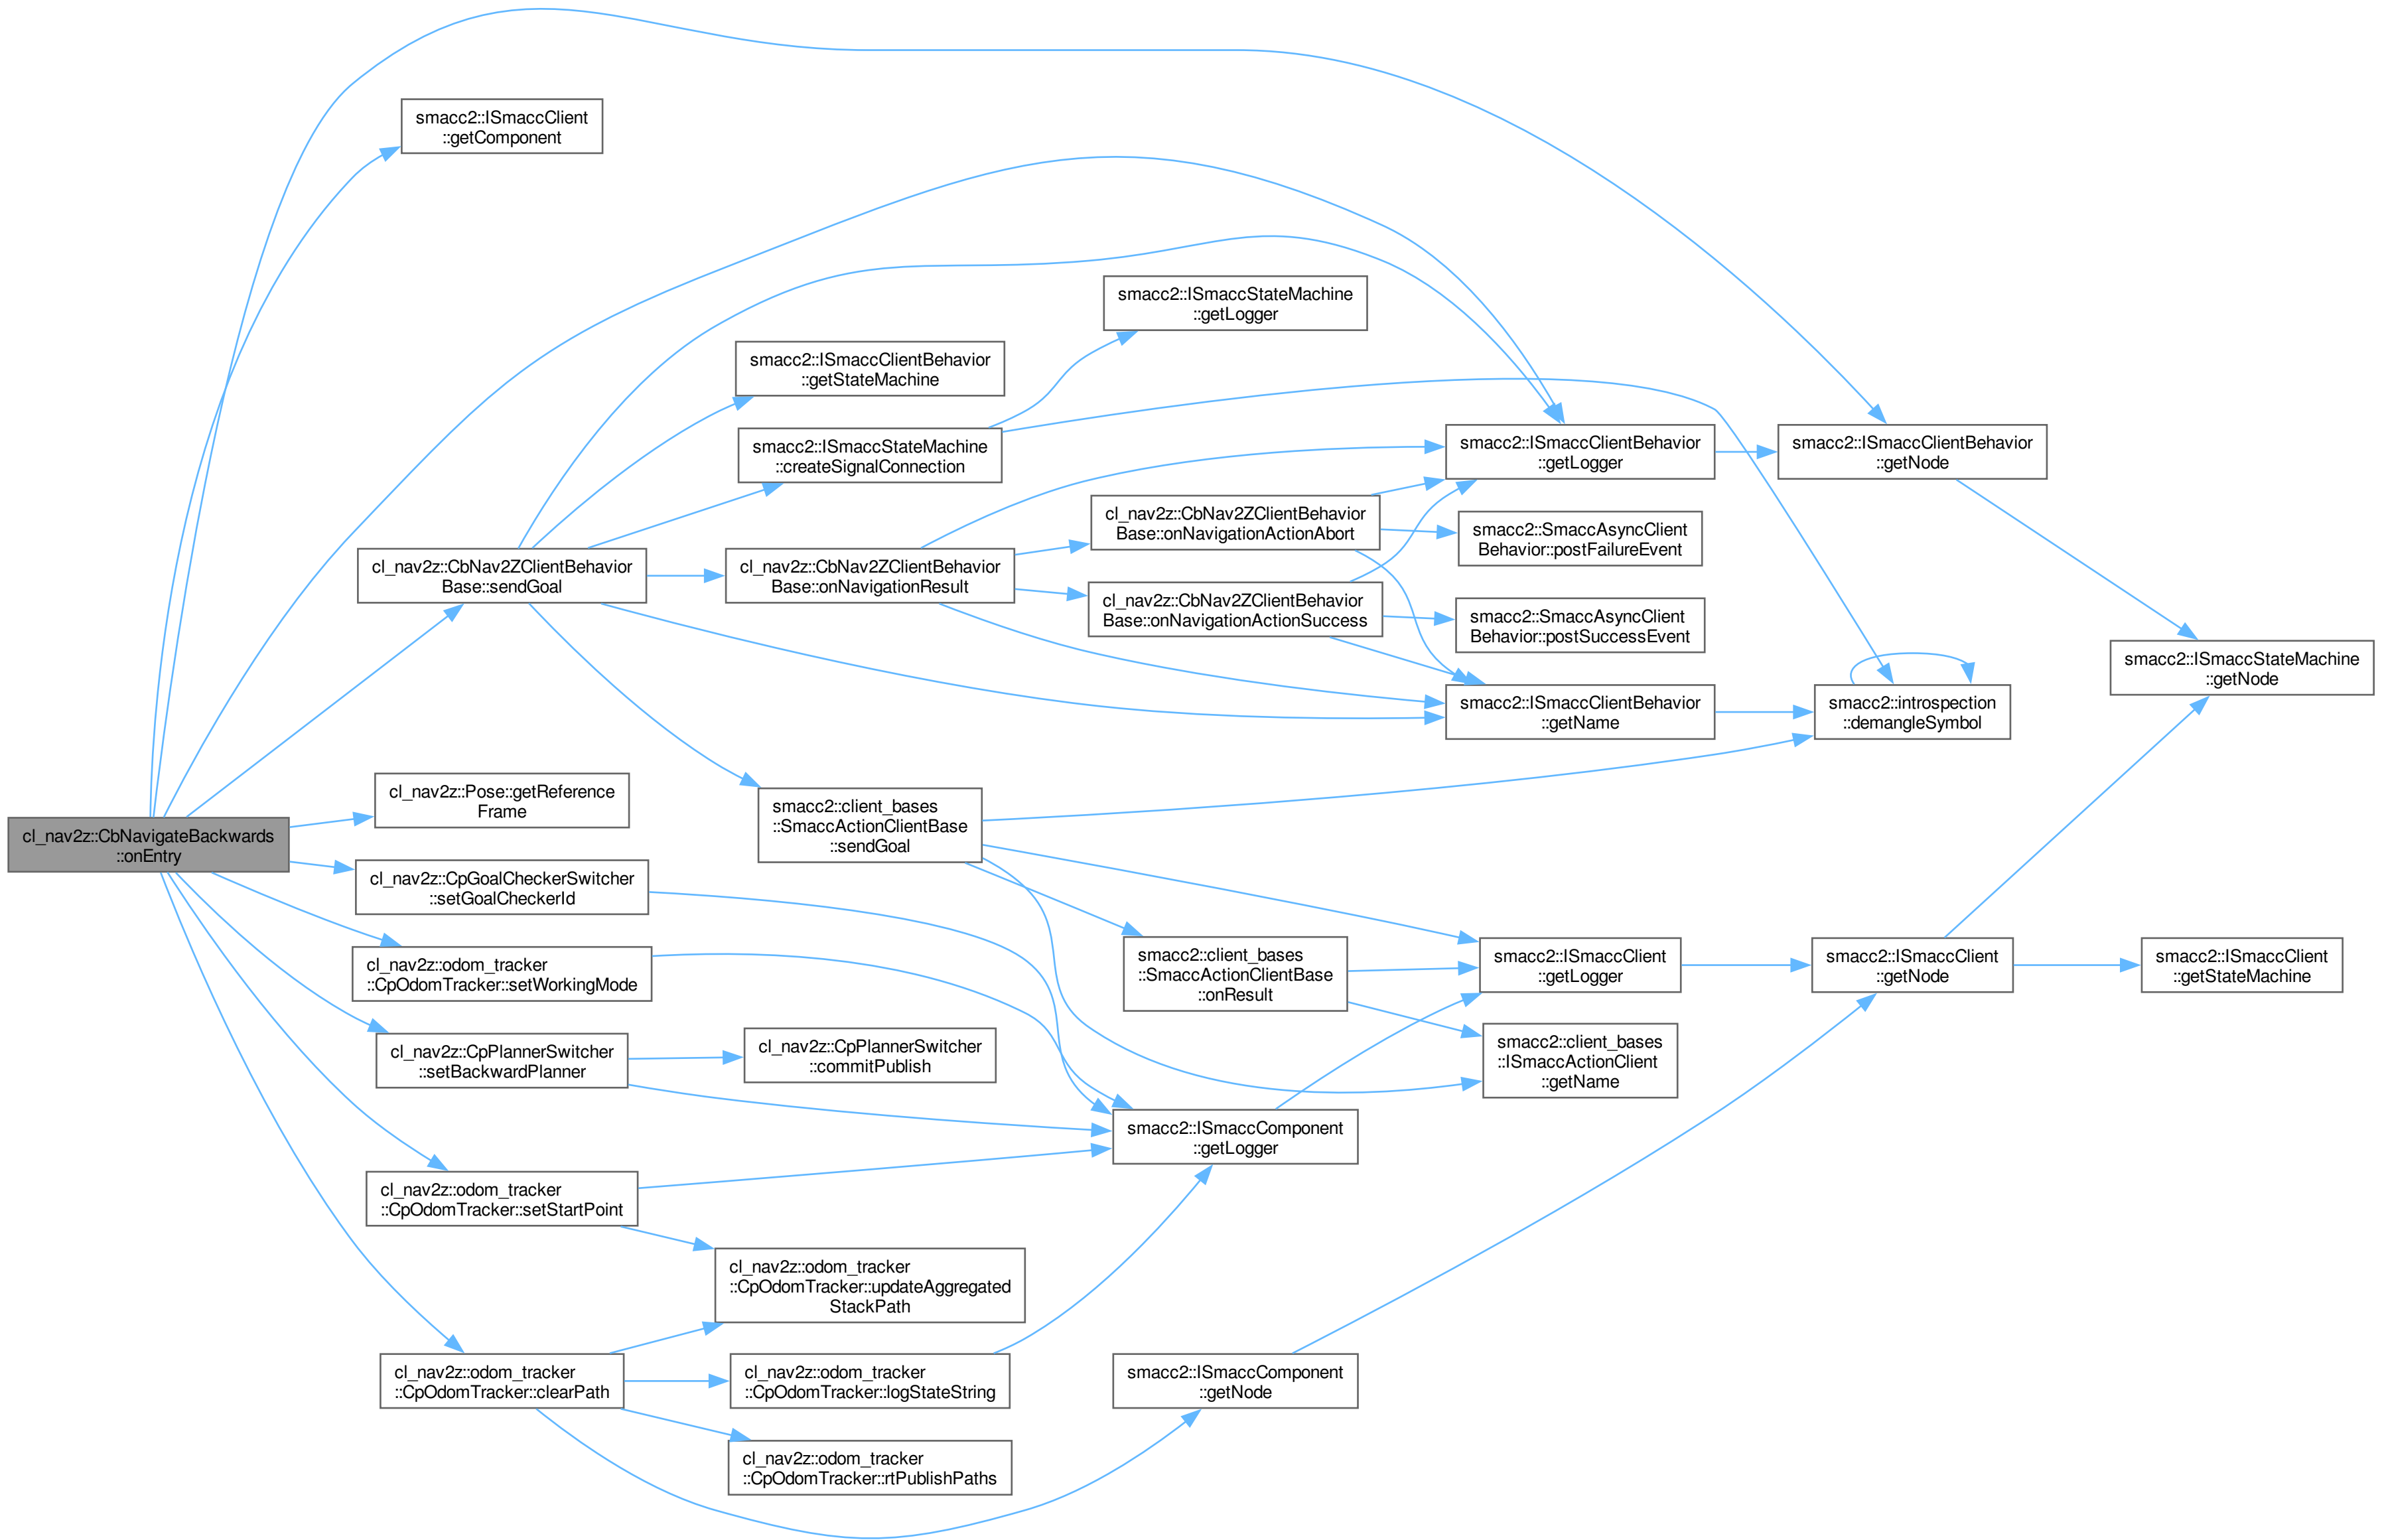 cl_nav2z::CbNavigateBackwards
::onEntry
smacc2::ISmaccClient
::getComponent
cl_nav2z::CbNav2ZClientBehavior
Base::sendGoal
cl_nav2z::Pose::getReference
Frame
cl_nav2z::CpGoalCheckerSwitcher
::setGoalCheckerId
cl_nav2z::odom_tracker
::CpOdomTracker::setWorkingMode
cl_nav2z::CpPlannerSwitcher
::setBackwardPlanner
cl_nav2z::odom_tracker
::CpOdomTracker::setStartPoint
cl_nav2z::odom_tracker
::CpOdomTracker::clearPath
smacc2::ISmaccClientBehavior
::getStateMachine
smacc2::ISmaccStateMachine
::createSignalConnection
cl_nav2z::CbNav2ZClientBehavior
Base::onNavigationResult
smacc2::client_bases
::SmaccActionClientBase
::sendGoal
cl_nav2z::CpPlannerSwitcher
::commitPublish
cl_nav2z::odom_tracker
::CpOdomTracker::updateAggregated
StackPath
cl_nav2z::odom_tracker
::CpOdomTracker::logStateString
cl_nav2z::odom_tracker
::CpOdomTracker::rtPublishPaths
smacc2::ISmaccStateMachine
::getLogger
cl_nav2z::CbNav2ZClientBehavior
Base::onNavigationActionAbort
cl_nav2z::CbNav2ZClientBehavior
Base::onNavigationActionSuccess
smacc2::client_bases
::SmaccActionClientBase
::onResult
smacc2::ISmaccComponent
::getLogger
smacc2::ISmaccComponent
::getNode
smacc2::ISmaccClientBehavior
::getLogger
smacc2::SmaccAsyncClient
Behavior::postFailureEvent
smacc2::SmaccAsyncClient
Behavior::postSuccessEvent
smacc2::ISmaccClientBehavior
::getName
smacc2::ISmaccClient
::getLogger
smacc2::client_bases
::ISmaccActionClient
::getName
smacc2::ISmaccClientBehavior
::getNode
smacc2::introspection
::demangleSymbol
smacc2::ISmaccClient
::getNode
smacc2::ISmaccStateMachine
::getNode
smacc2::ISmaccClient
::getStateMachine